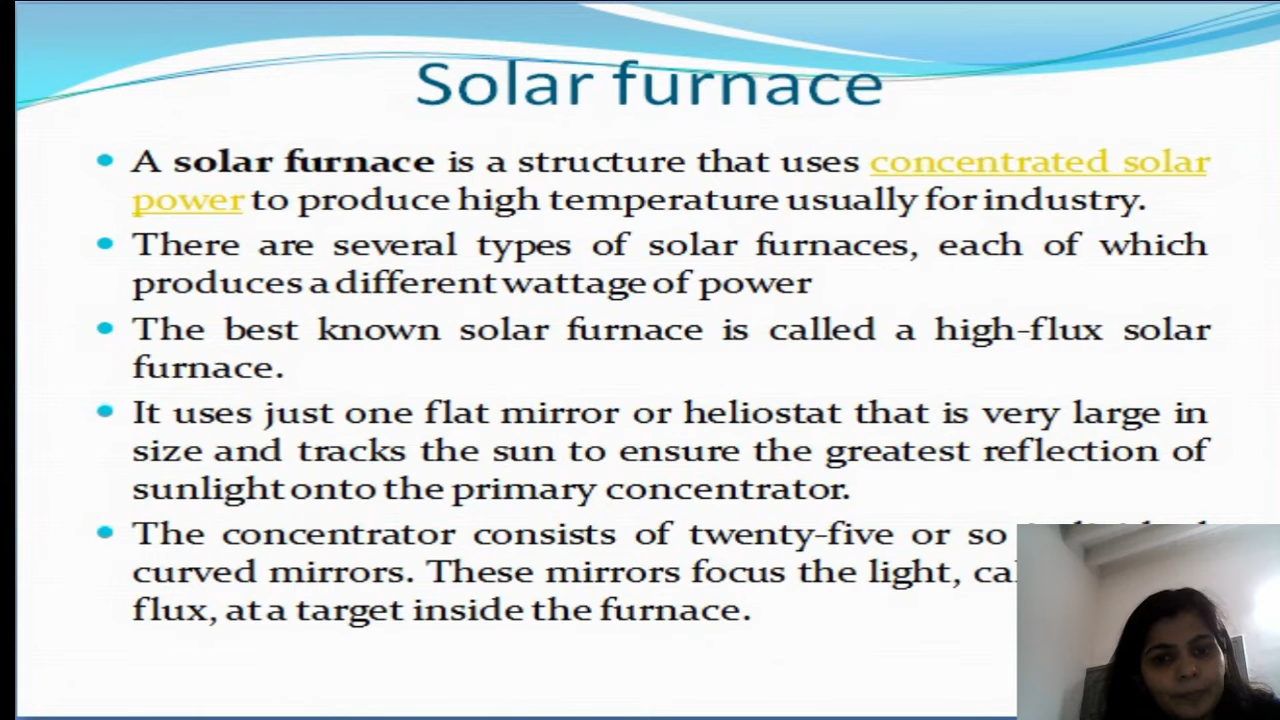 Solar furnace
• A solar furnace is a structure that uses concentrated solar
power to produce high temperature usually for industry.
• There are several types of solar furnaces, each of which
produces a different wattage of power
• The best known solar furnace is called a high-flux solar
furnace.
• It uses just one flat mirror or heliostat that is very large in
size and tracks the sun to ensure the greatest reflection of
sunlight onto the primary concentrator.
• The concentrator consists of twenty-five or so
curved mirrors. These mirrors focus the light,
flux, at a target inside the furnace.